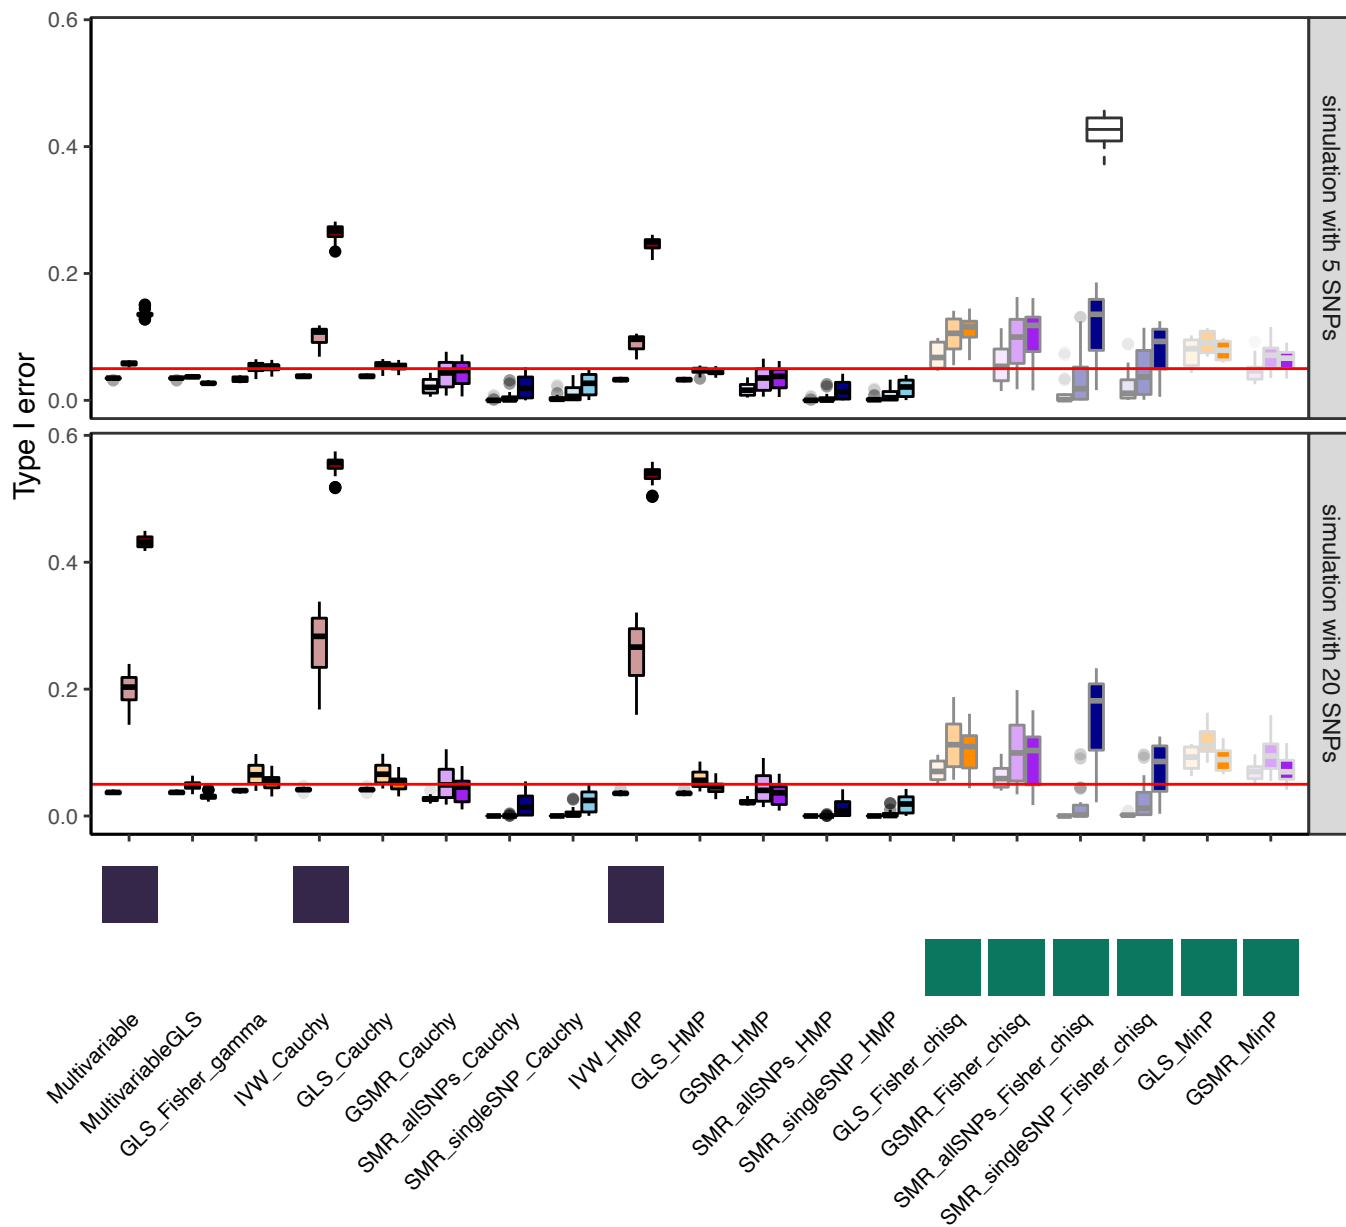 0.6
0.4
0.2
0.0
simulation with 5 SNPs
Type I error
0.6
0.4
0.2
0.0
simulation with 20 SNPs
Multivariable
MultivariableGLS
GLS_Fisher_gamma
IVW_Cauchy
GLS_Cauchy
GSMR_Cauchy
SMR_allSNPs_Cauchy
SMR_singleSNP_Cauchy
IVW_HMP
GLS_HMP
GSMR_HMP
SMR_allSNPs_HMP
SMR_singleSNP_HMP
GLS_Fisher_chisq
GSMR_Fisher_chisq
SMR_allSNPs_Fisher_chisq
SMR_singleSNP_Fisher_chisq
GLS_MinP
GSMR_MinP